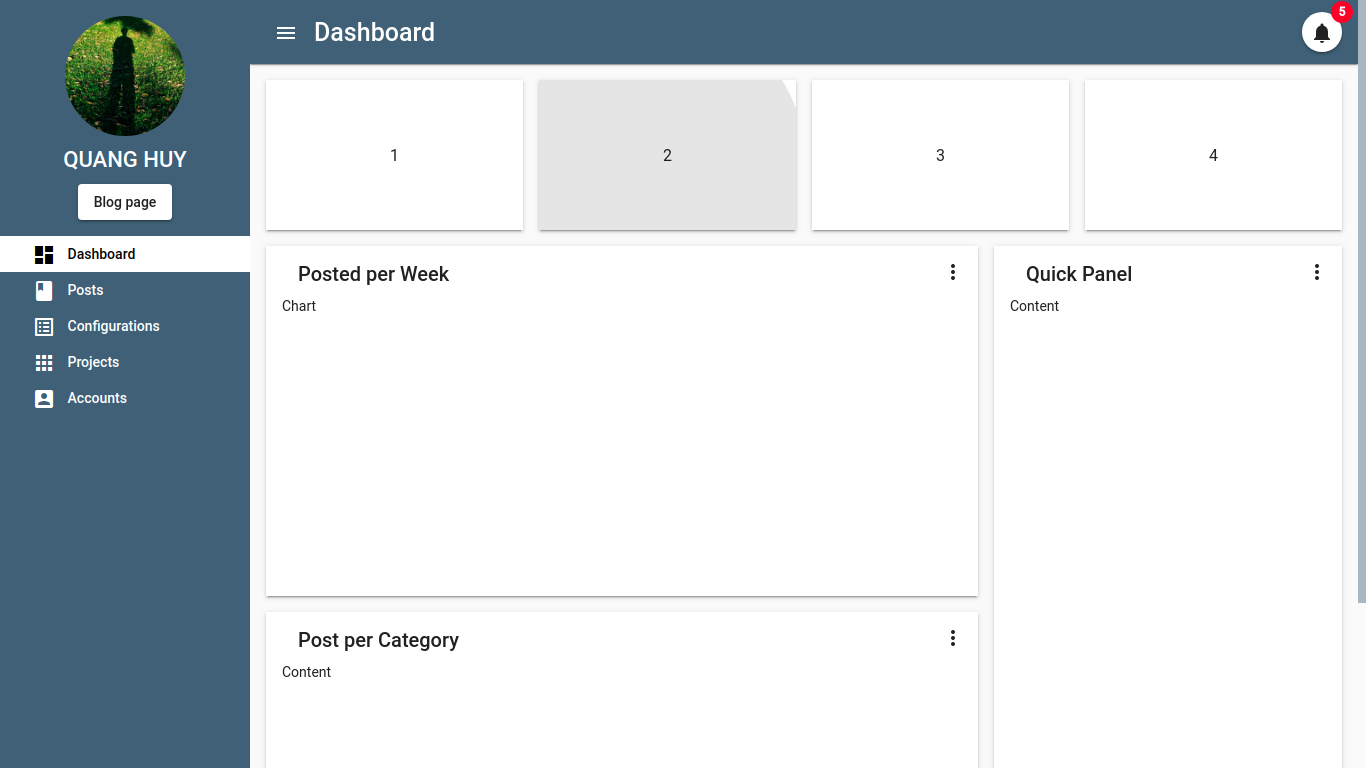 QUANG HUY
Blog page
Dashboard
Posts
Configurations
Projects
Accounts
Dashboard
5
1
2
3
4
Posted per Week
Chart
Quick Panel
Content
Post per Category
Content